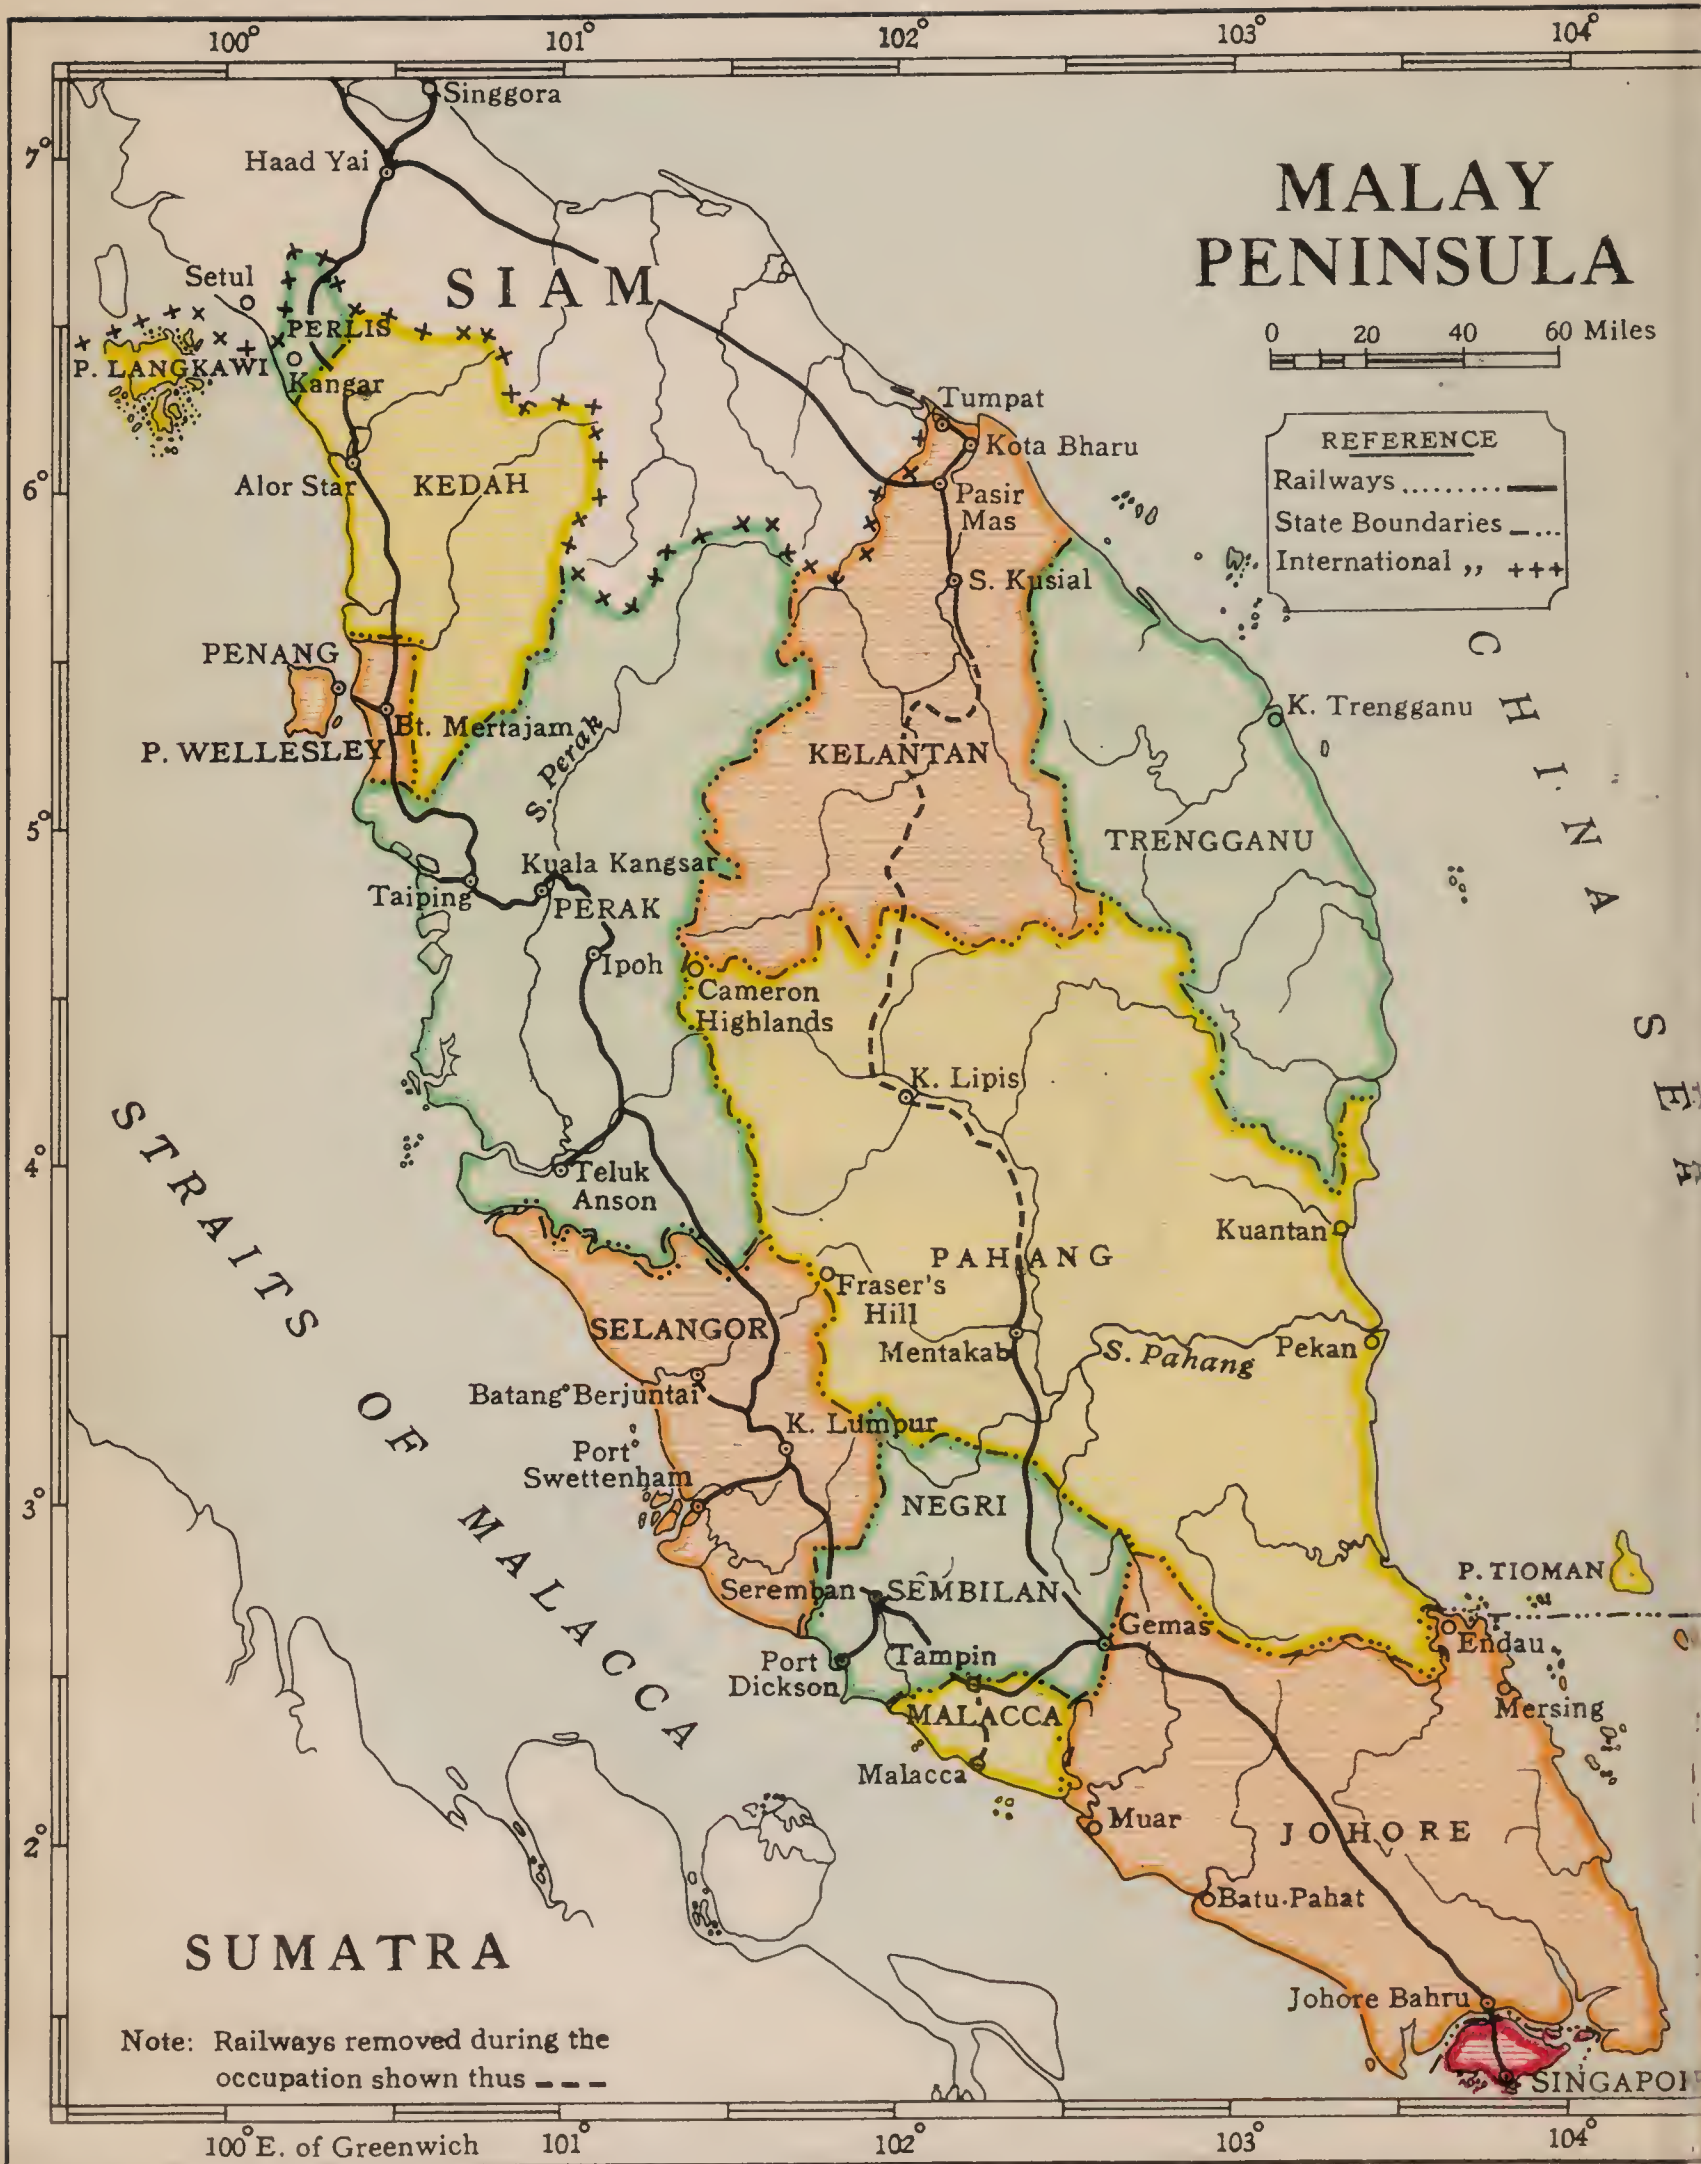 100° 101° 102° 103° 104°
MALAY
PENINSULA
0 20 40 60 Miles
REFERENCE
Railways..........
State Boundaries
International ,, +++
7°
6°
5°
4°
3°
2°
Singgora
Haad Yai
SIAM
Setul
PERLIS
P. LANGKAWI
Kangar
Tumpat
Kota Bharu
Alor Star
KEDAH
Pasir
Mas
S. Kusial
PENANG
Bt. Mertajam
P. WELLESLEY
S. Perak
KELANTAN
K. Trengganu
TRENGGANU
Kuala Kangsar
Taiping
PERAK
Ipoh
Cameron
Highlands
K. Lipis
Teluk
Anson
Kuantan
PAHANG
Fraser's
Hill
SELANGOR
Mentakab
S. Pahang
Pekan
Batang Berjuntai
K. Lumpur
Port
Swettenham
NEGRI
SEMBILAN
Seremban
P. TIOMAN
Gemas
Endau
Tampin
Port
Dickson
Mersing
MALACCA
Malacca
Muar
JOHORE
Batu Pahat
Johore Bahru
CHINA SEA
STRAITS OF MALACCA
SUMATRA
Note: Railways removed during the
occupation shown thus
100° E. of Greenwich 101° 102° 103° 104°